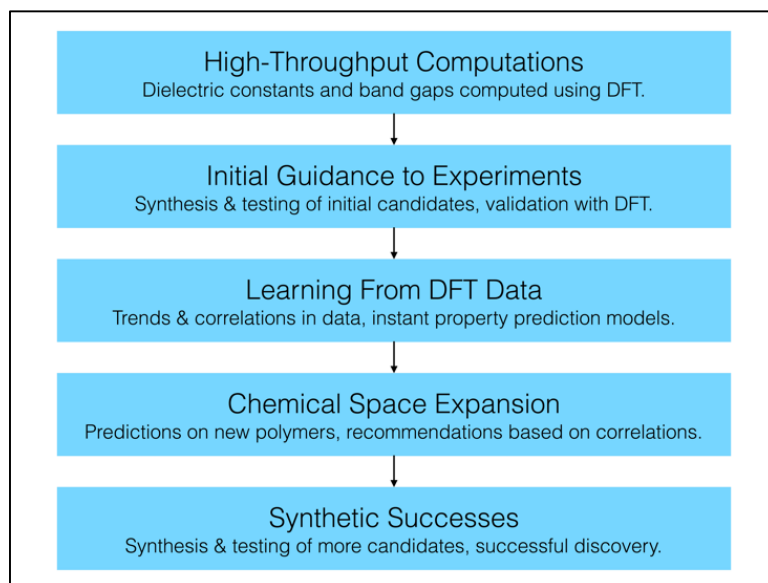 High-Throughput Computations
Dielectric constants and band gaps computed using DFT.
Initial Guidance to Experiments
Synthesis & testing of initial candidates, validation with DFT.
Learning From DFT Data
Trends & correlations in data, instant property prediction models.
Chemical Space Expansion
Predictions on new polymers, recommendations based on correlations.
Synthetic Successes
Synthesis & testing of more candidates, successful discovery.